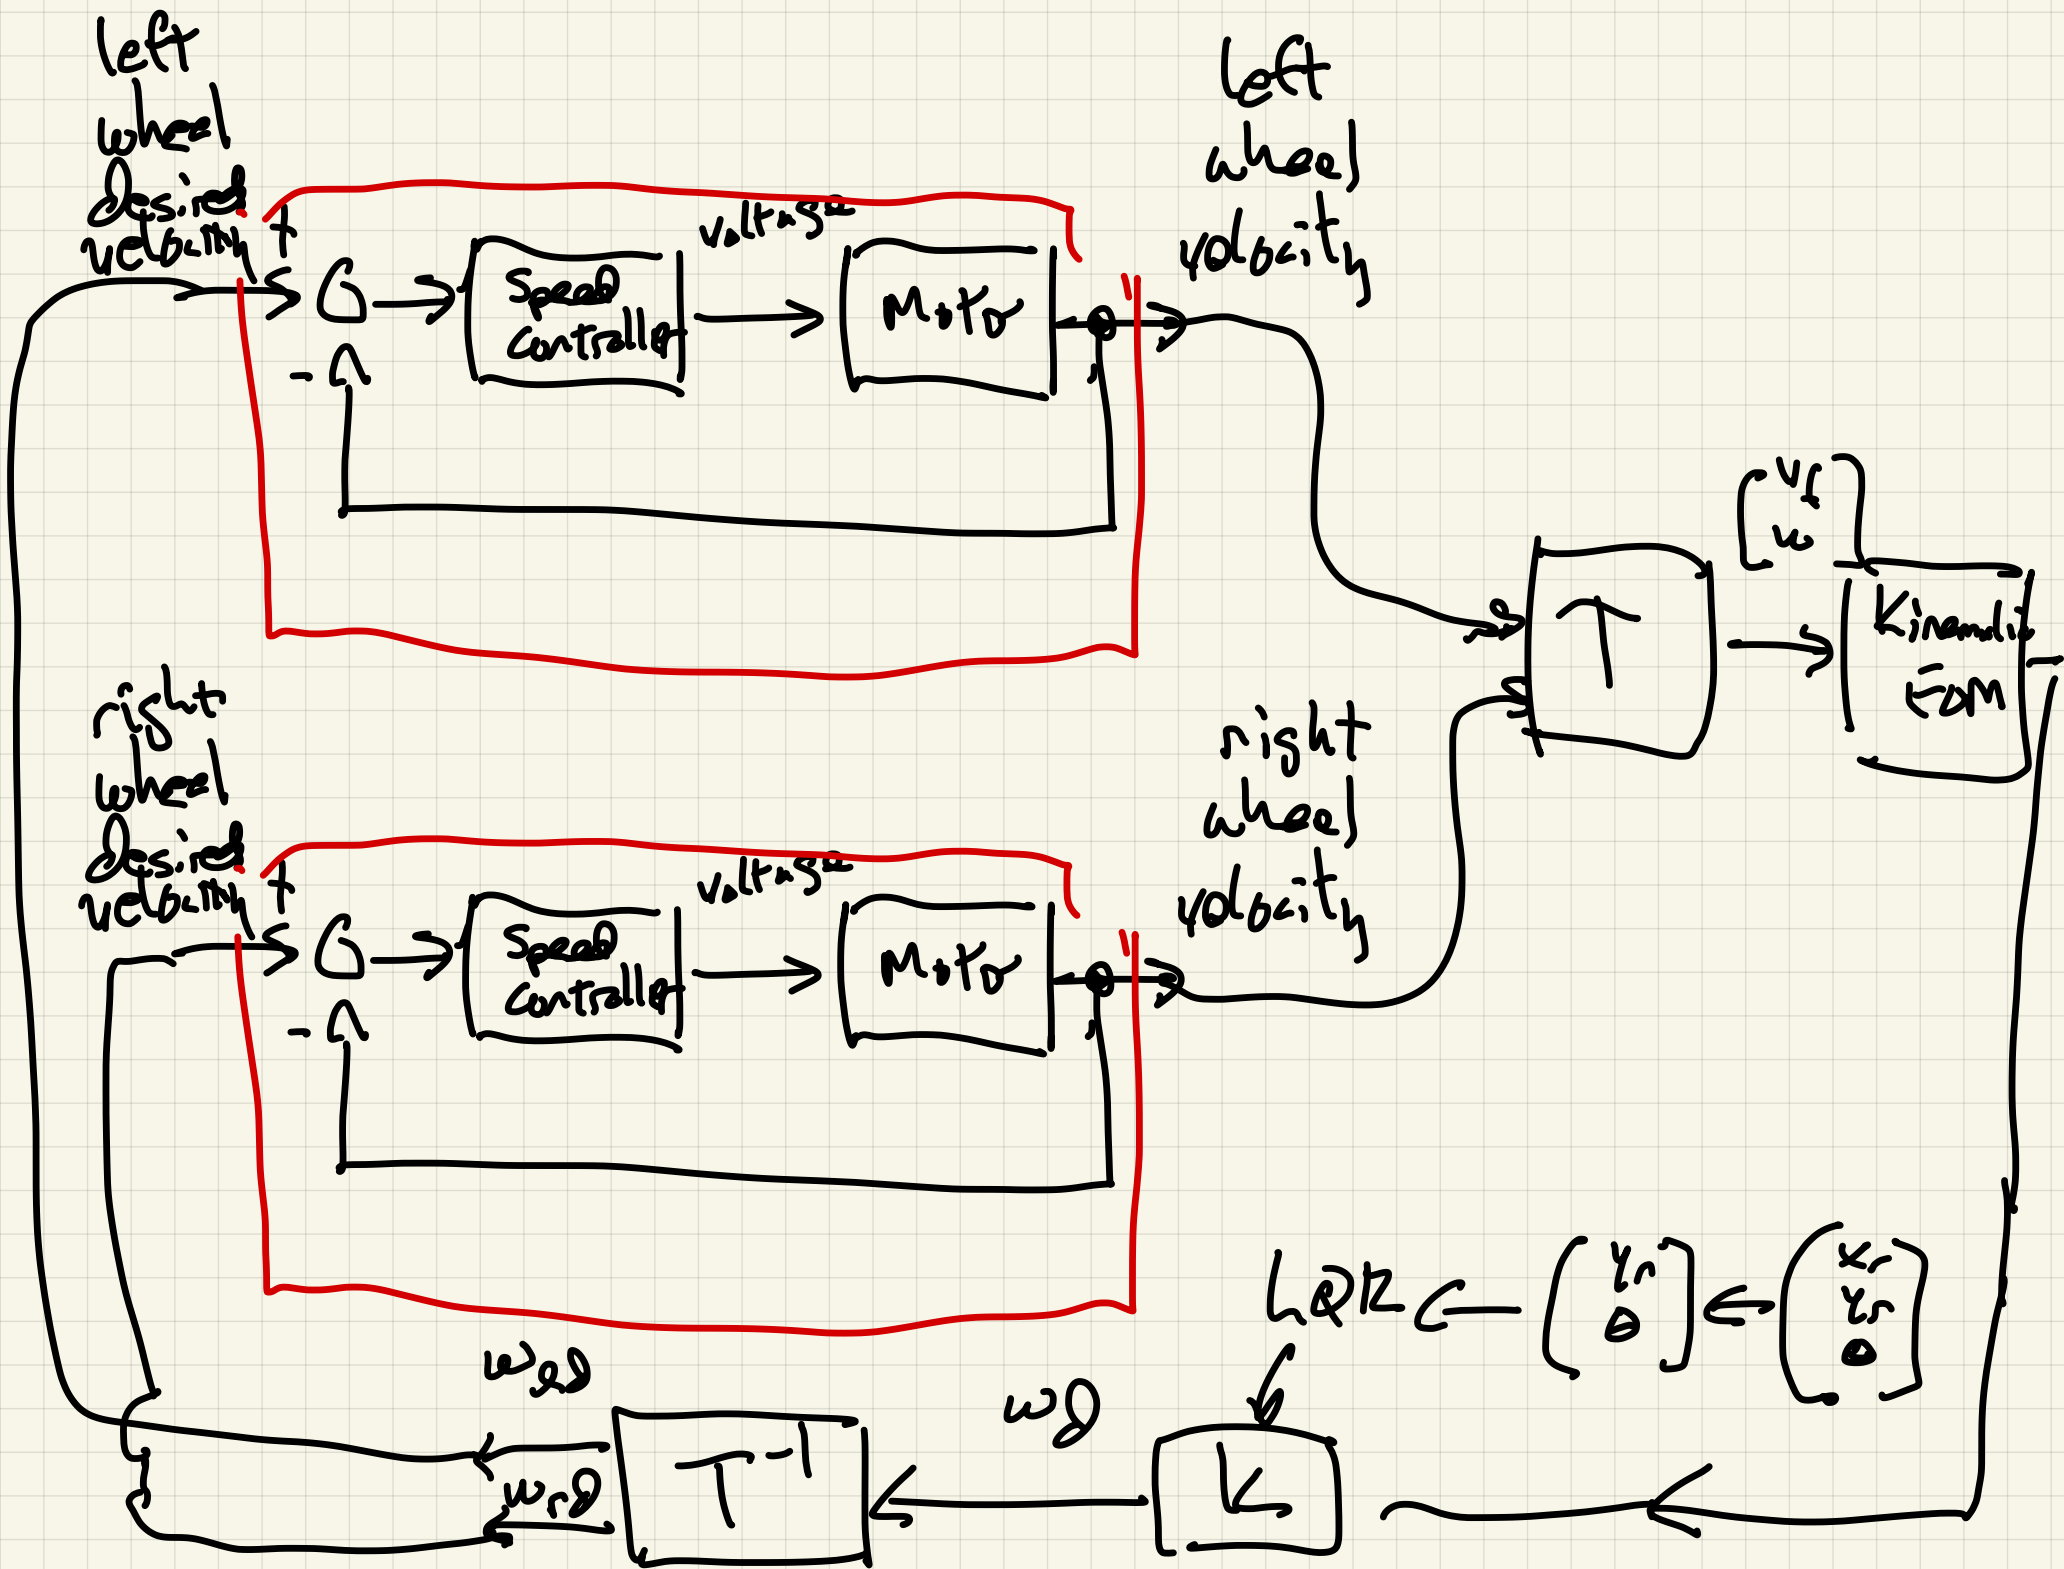 left
wheel
desired
velocity
+
-
Speed
controller
voltage
Motor
left
wheel
velocity
T
Vf
w
Kinematic
EOM
right
wheel
desired
velocity
+
-
Speed
controller
voltage
Motor
right
wheel
velocity
xr
yr
θ
yr
θ
LQR
K
wd
T-1
wld
wrd